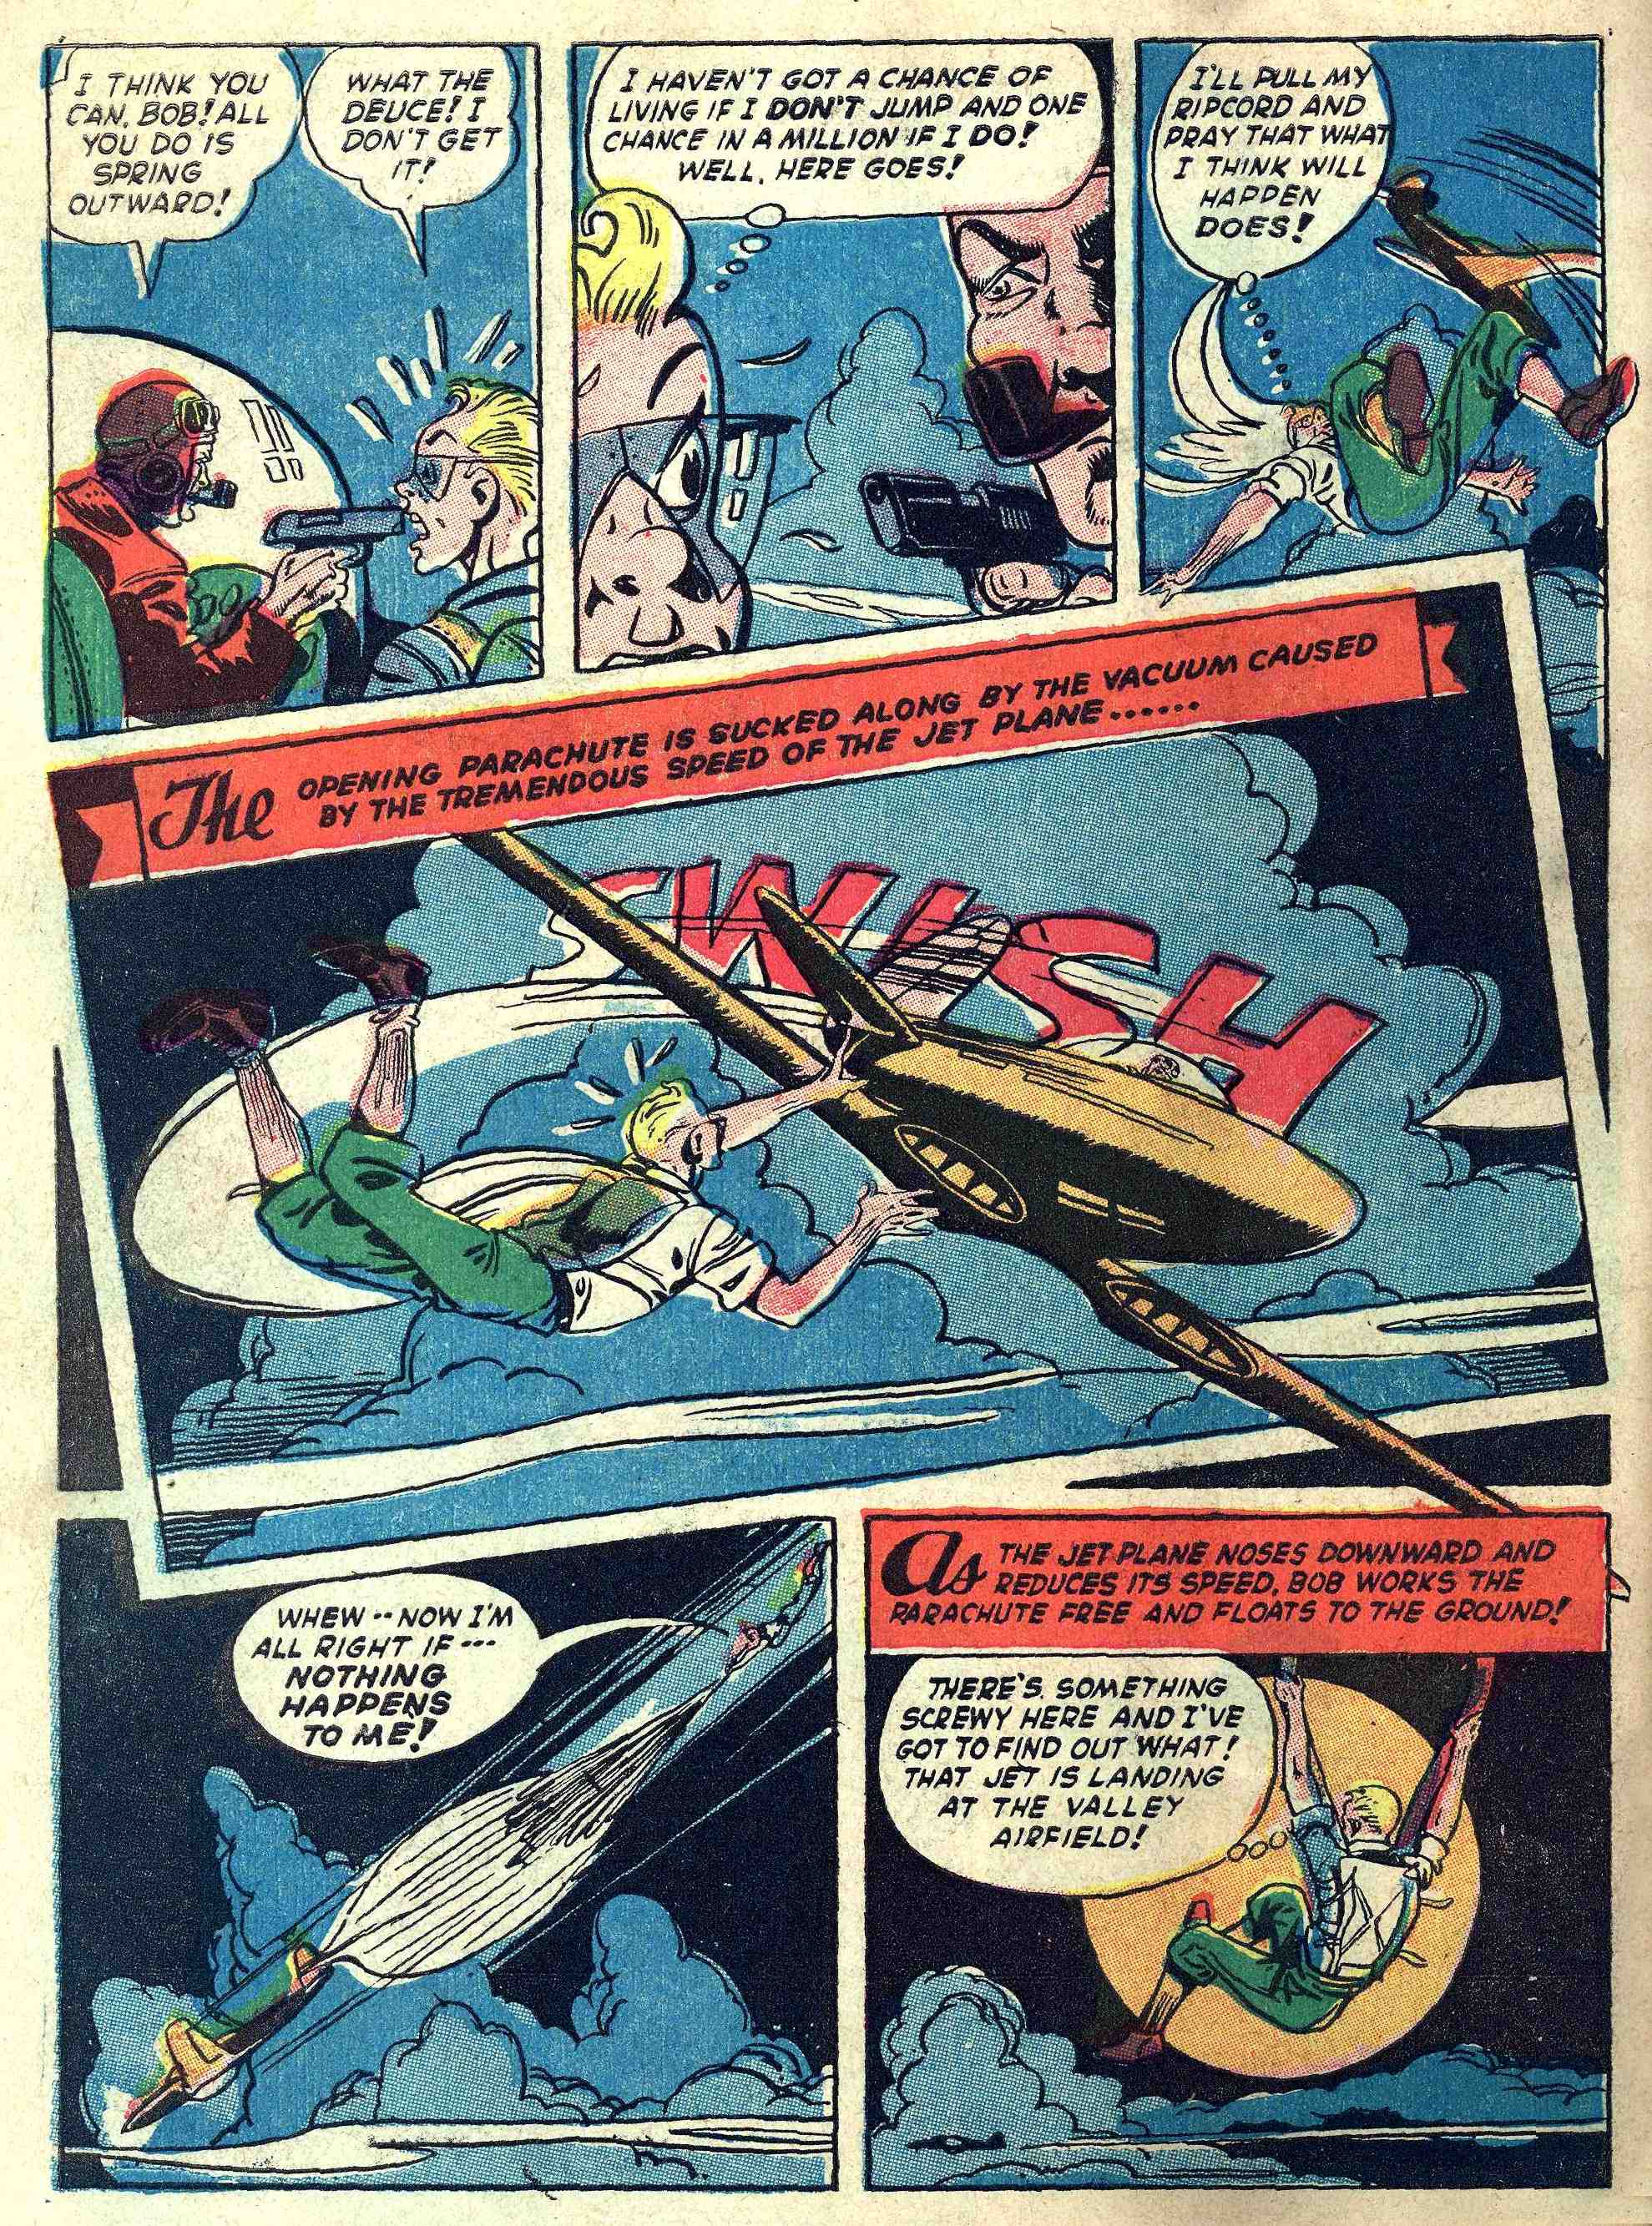 I THINK YOU
CAN, BOB! ALL
YOU DO IS
SPRING
OUTWARD!
WHAT THE
DEUCE! I
DON'T GET
IT!
I HAVEN'T GOT A CHANCE OF
LIVING IF I DON'T JUMP AND ONE
CHANCE IN A MILLION IF I DO!
WELL, HERE GOES!
I'LL PULL MY
RIPCORD AND
PRAY THAT WHAT
I THINK WILL
HAPPEN
DOES!
The OPENING PARACHUTE IS SUCKED ALONG BY THE VACUUM CAUSED
BY THE TREMENDOUS SPEED OF THE JET PLANE......
SWISH
WHEW--NOW I'M
ALL RIGHT IF---
NOTHING
HAPPENS
TO ME!
As THE JET PLANE NOSES DOWNWARD AND
REDUCES ITS SPEED, BOB WORKS THE
PARACHUTE FREE AND FLOATS TO THE GROUND!
THERE'S SOMETHING
SCREWY HERE AND I'VE
GOT TO FIND OUT WHAT!
THAT JET IS LANDING
AT THE VALLEY
AIRFIELD!